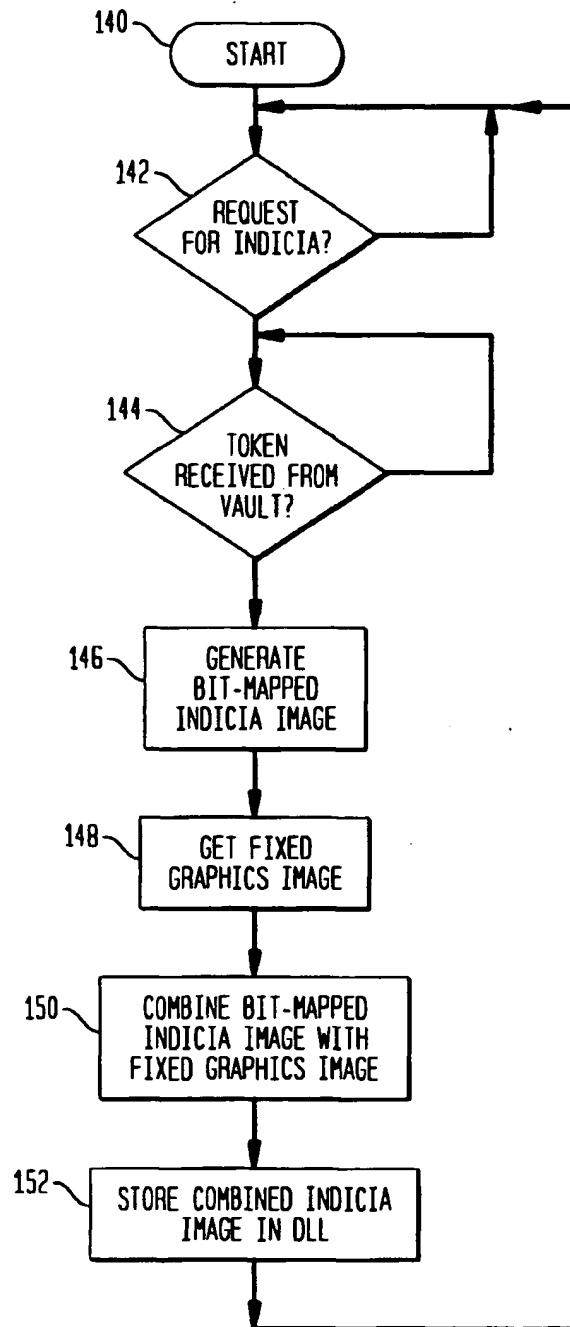 140
START
142
REQUEST
FOR INDICIA?
144
TOKEN
RECEIVED FROM
VAULT?
146
GENERATE
BIT-MAPPED
INDICIA IMAGE
148
GET FIXED
GRAPHICS IMAGE
150
COMBINE BIT-MAPPED
INDICIA IMAGE WITH
FIXED GRAPHICS IMAGE
152
STORE COMBINED INDICIA
IMAGE IN DLL